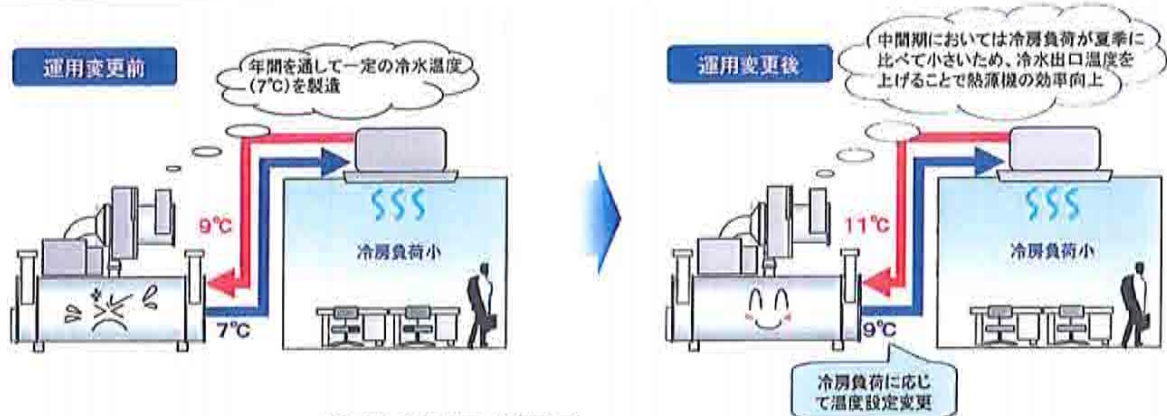 運用変更前
年間を通して一定の冷水温度
(7℃)を製造
9℃
冷房負荷小
7℃
運用変更後
中間期においては冷房負荷が夏季に
比べて小さいため、冷水出口温度を
上げることで熱源機の効率向上
11℃
冷房負荷小
9℃
冷房負荷に応じ
て温度設定変更